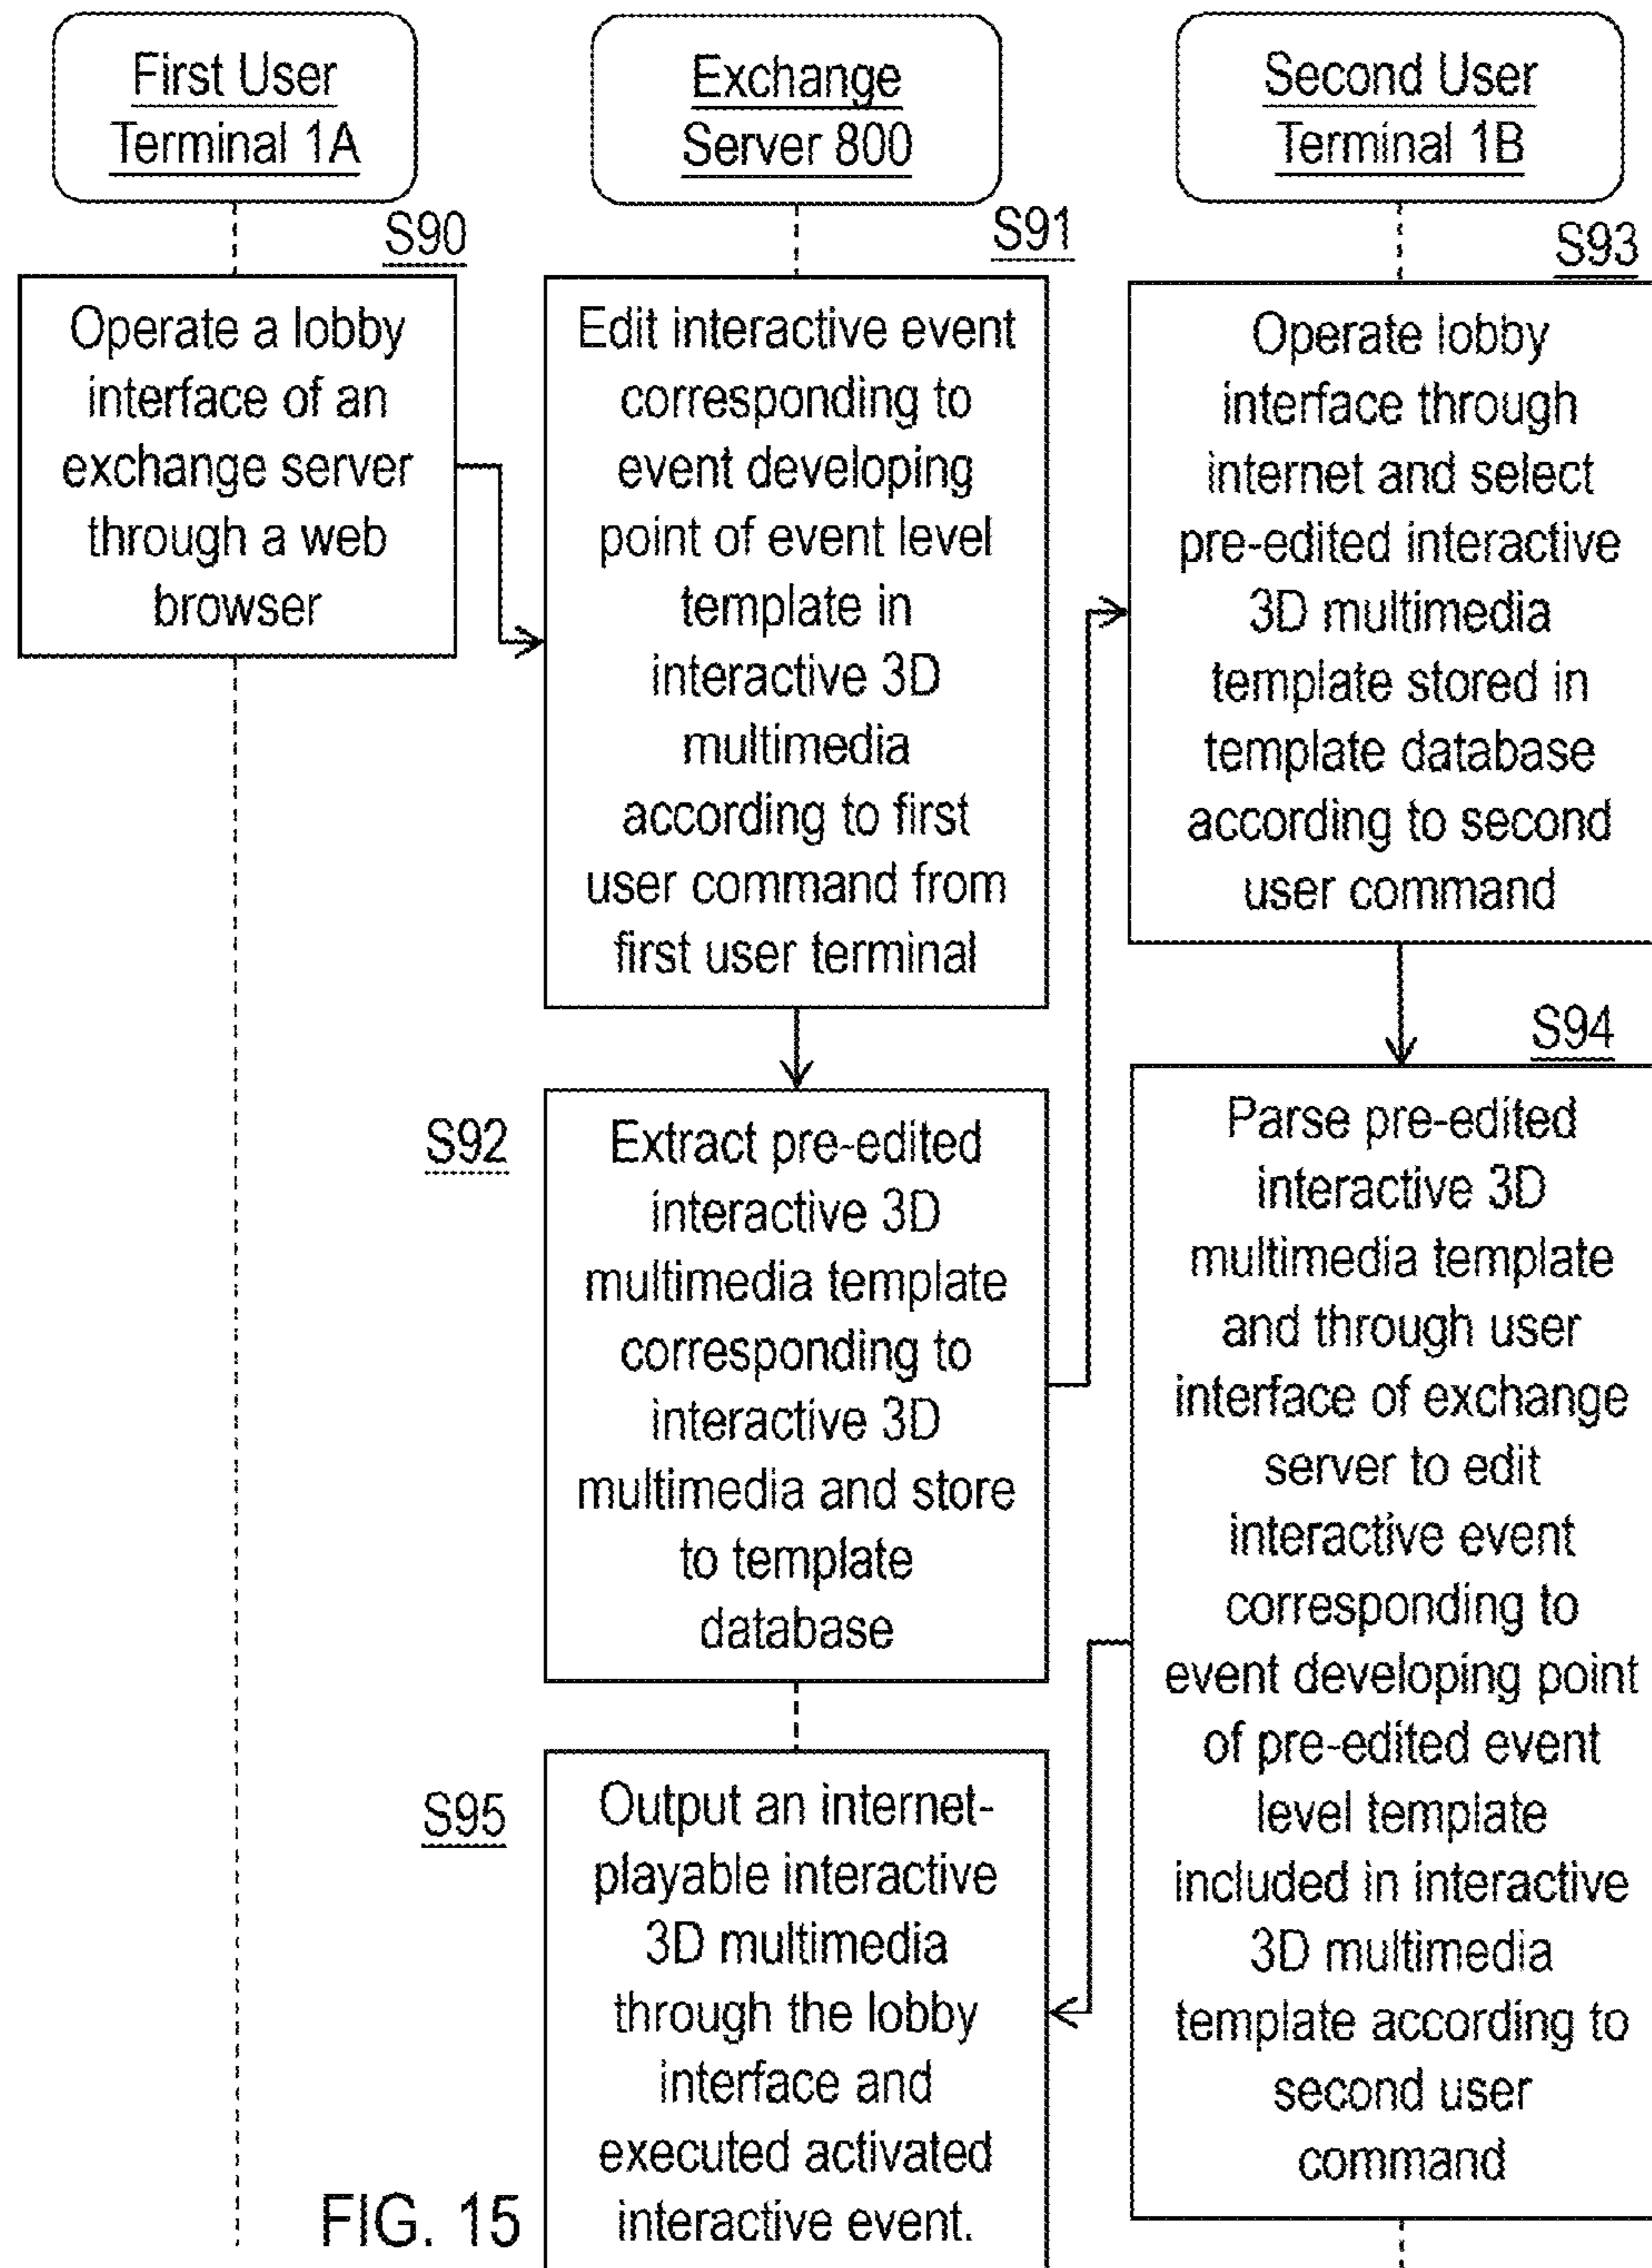 First User
Terminal 1A
Exchange
Server 800
Second User
Terminal 1B
S90
Operate a lobby
interface of an
exchange server
through a web
browser
S91
Edit interactive event
corresponding to
event developing
point of event level
template in
interactive 3D
multimedia
according to first
user command from
first user terminal
S92
Extract pre-edited
interactive 3D
multimedia template
corresponding to
interactive 3D
multimedia and store
to template
database
S93
Operate lobby
interface through
internet and select
pre-edited interactive
3D multimedia
template stored in
template database
according to second
user command
S94
Parse pre-edited
interactive 3D
multimedia template
and through user
interface of exchange
server to edit
interactive event
corresponding to
event developing point
of pre-edited event
level template
included in interactive
3D multimedia
template according to
second user
command
S95
Output an internet-
playable interactive
3D multimedia
through the lobby
interface and
executed activated
interactive event.
FIG. 15